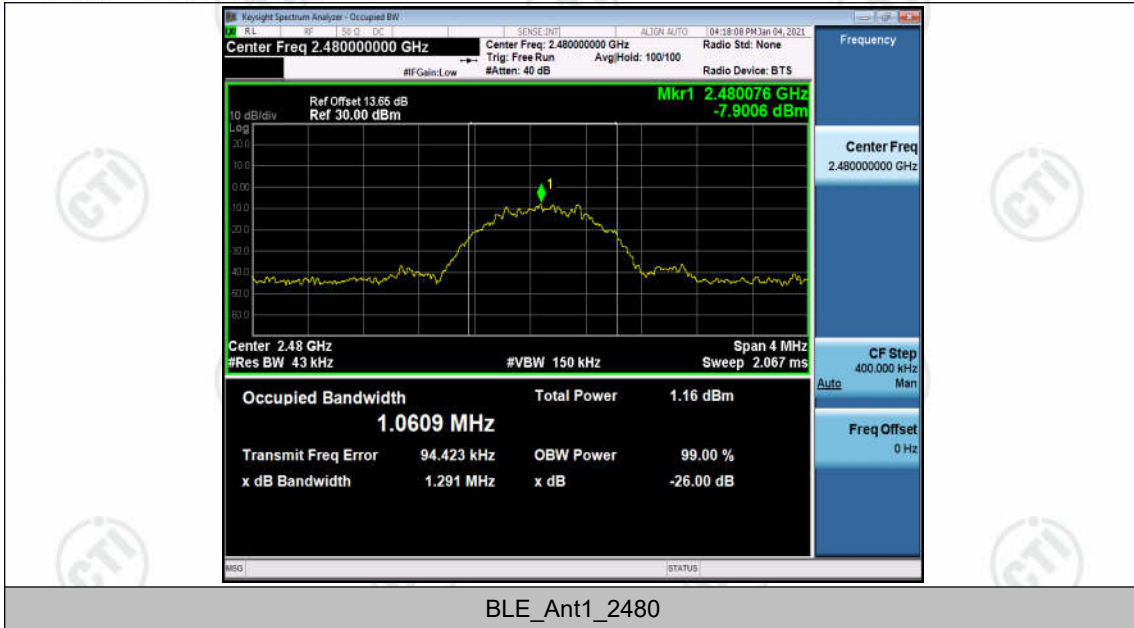 Keysight Spectrum Analyzer - Occupied BW
RL RF 50 Ω DC SENSE:INT ALIGN AUTO 04:18:08 PM Jan 04, 2021
Center Freq 2.480000000 GHz
Center Freq: 2.480000000 GHz
Radio Std: None
Trig: Free Run Avg|Hold: 100/100
#IFGain:Low #Atten: 40 dB
Radio Device: BTS
Frequency
Mkr1 2.480076 GHz
-7.9006 dBm
Ref Offset 13.65 dB
10 dB/div Ref 30.00 dBm
Log
20.0
10.0
0.00
-10.0
-20.0
-30.0
-40.0
-50.0
-60.0
1
Center 2.48 GHz Span 4 MHz
#Res BW 43 kHz #VBW 150 kHz Sweep 2.067 ms
Occupied Bandwidth Total Power 1.16 dBm
1.0609 MHz
Transmit Freq Error 94.423 kHz OBW Power 99.00 %
x dB Bandwidth 1.291 MHz x dB -26.00 dB
Center Freq
2.480000000 GHz
CF Step
400.000 kHz
Auto Man
Freq Offset
0 Hz
MSG STATUS
CTI
CTI
CTI
CTI
BLE_Ant1_2480